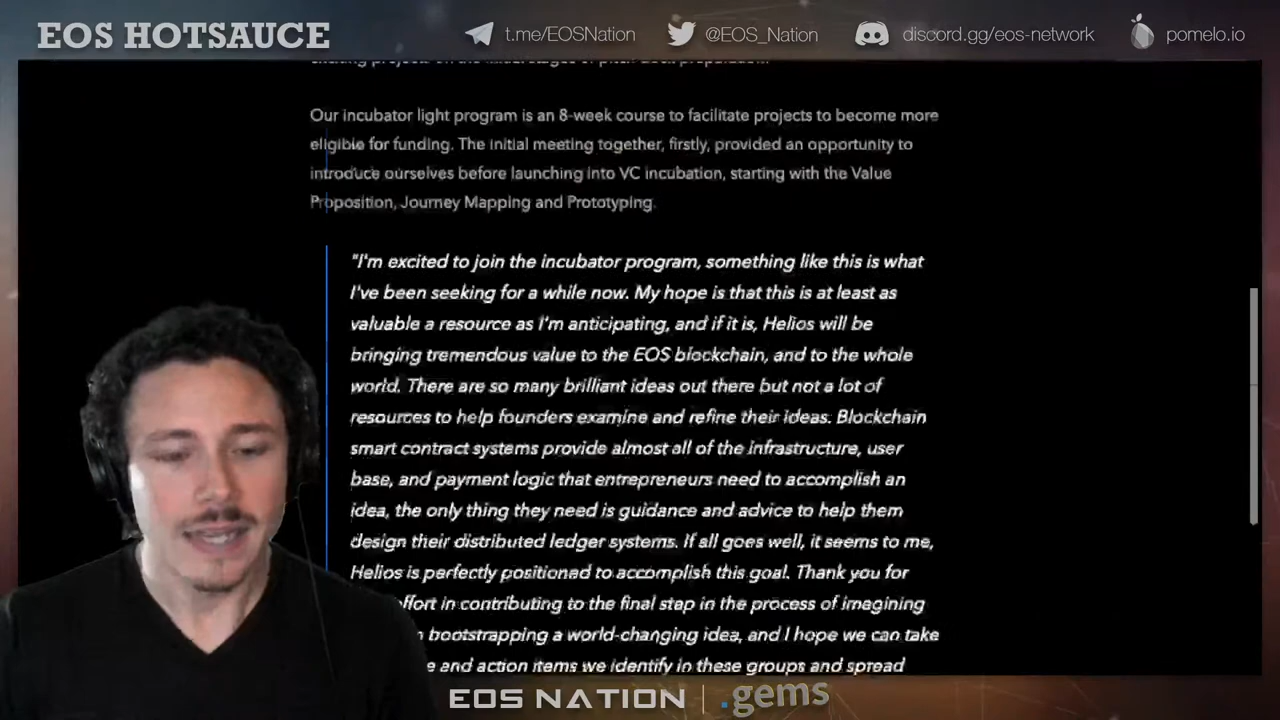 EOS HOTSAUCE
t.me/EOSNation
@EOS_Nation
discord.gg/eos-network
pomelo.io
Our incubator light program is an 8-week course to facilitate projects to become more
eligible for funding. The initial meeting together, firstly, provided an opportunity to
introduce ourselves before launching into VC incubation, starting with the Value
Proposition, Journey Mapping and Prototyping.
"I'm excited to join the incubator program, something like this is what
I've been seeking for a while now. My hope is that this is at least as
valuable a resource as I'm anticipating, and if it is, Helios will be
bringing tremendous value to the EOS blockchain, and to the whole
world. There are so many brilliant ideas out there but not a lot of
resources to help founders examine and refine their ideas. Blockchain
smart contract systems provide almost all of the infrastructure, user
base, and payment logic that entrepreneurs need to accomplish an
idea, the only thing they need is guidance and advice to help them
design their distributed ledger systems. If all goes well, it seems to me,
Helios is perfectly positioned to accomplish this goal. Thank you for
effort in contributing to the final step in the process of imagining
bootstrapping a world-changing idea, and I hope we can take
and action items we identify in these groups and spread
EOS NATION | .gems